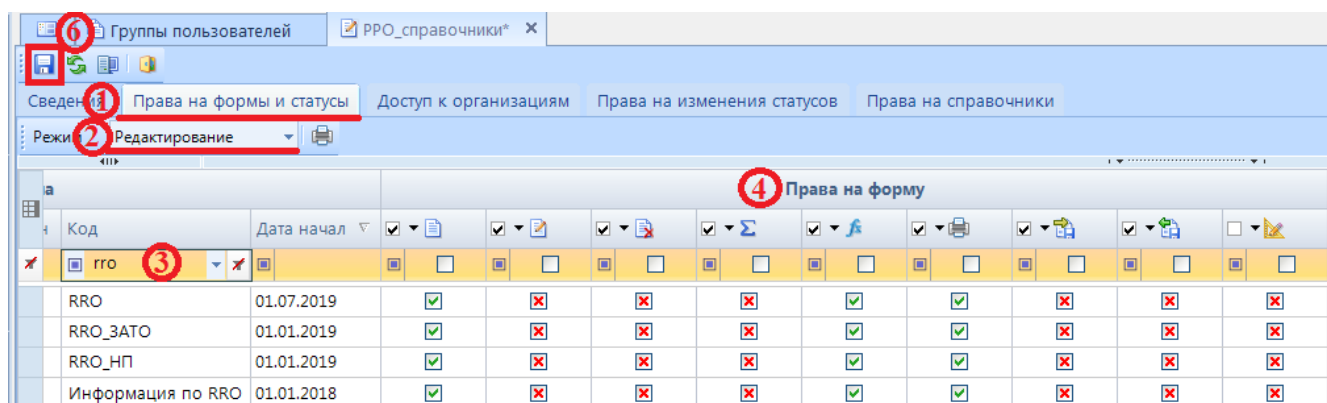 6 Группы пользователей РРО_справочники*
1 Права на формы и статусы Доступ к организациям Права на изменения статусов Права на справочники
2 Редактирование
4 Права на форму
Код Дата начал
rro 3
RRO 01.07.2019
RRO_ЗАТО 01.01.2019
RRO_НП 01.01.2019
Информация по RRO 01.01.2018